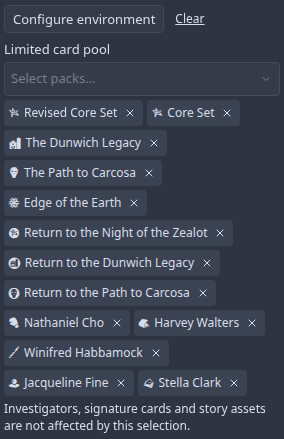 Configure environment Clear
Limited card pool
Select packs...
Revised Core Set × Core Set ×
The Dunwich Legacy ×
The Path to Carcosa ×
Edge of the Earth ×
Return to the Night of the Zealot ×
Return to the Dunwich Legacy ×
Return to the Path to Carcosa ×
Nathaniel Cho × Harvey Walters ×
Winifred Habbamock ×
Jacqueline Fine × Stella Clark ×
Investigators, signature cards and story assets
are not affected by this selection.